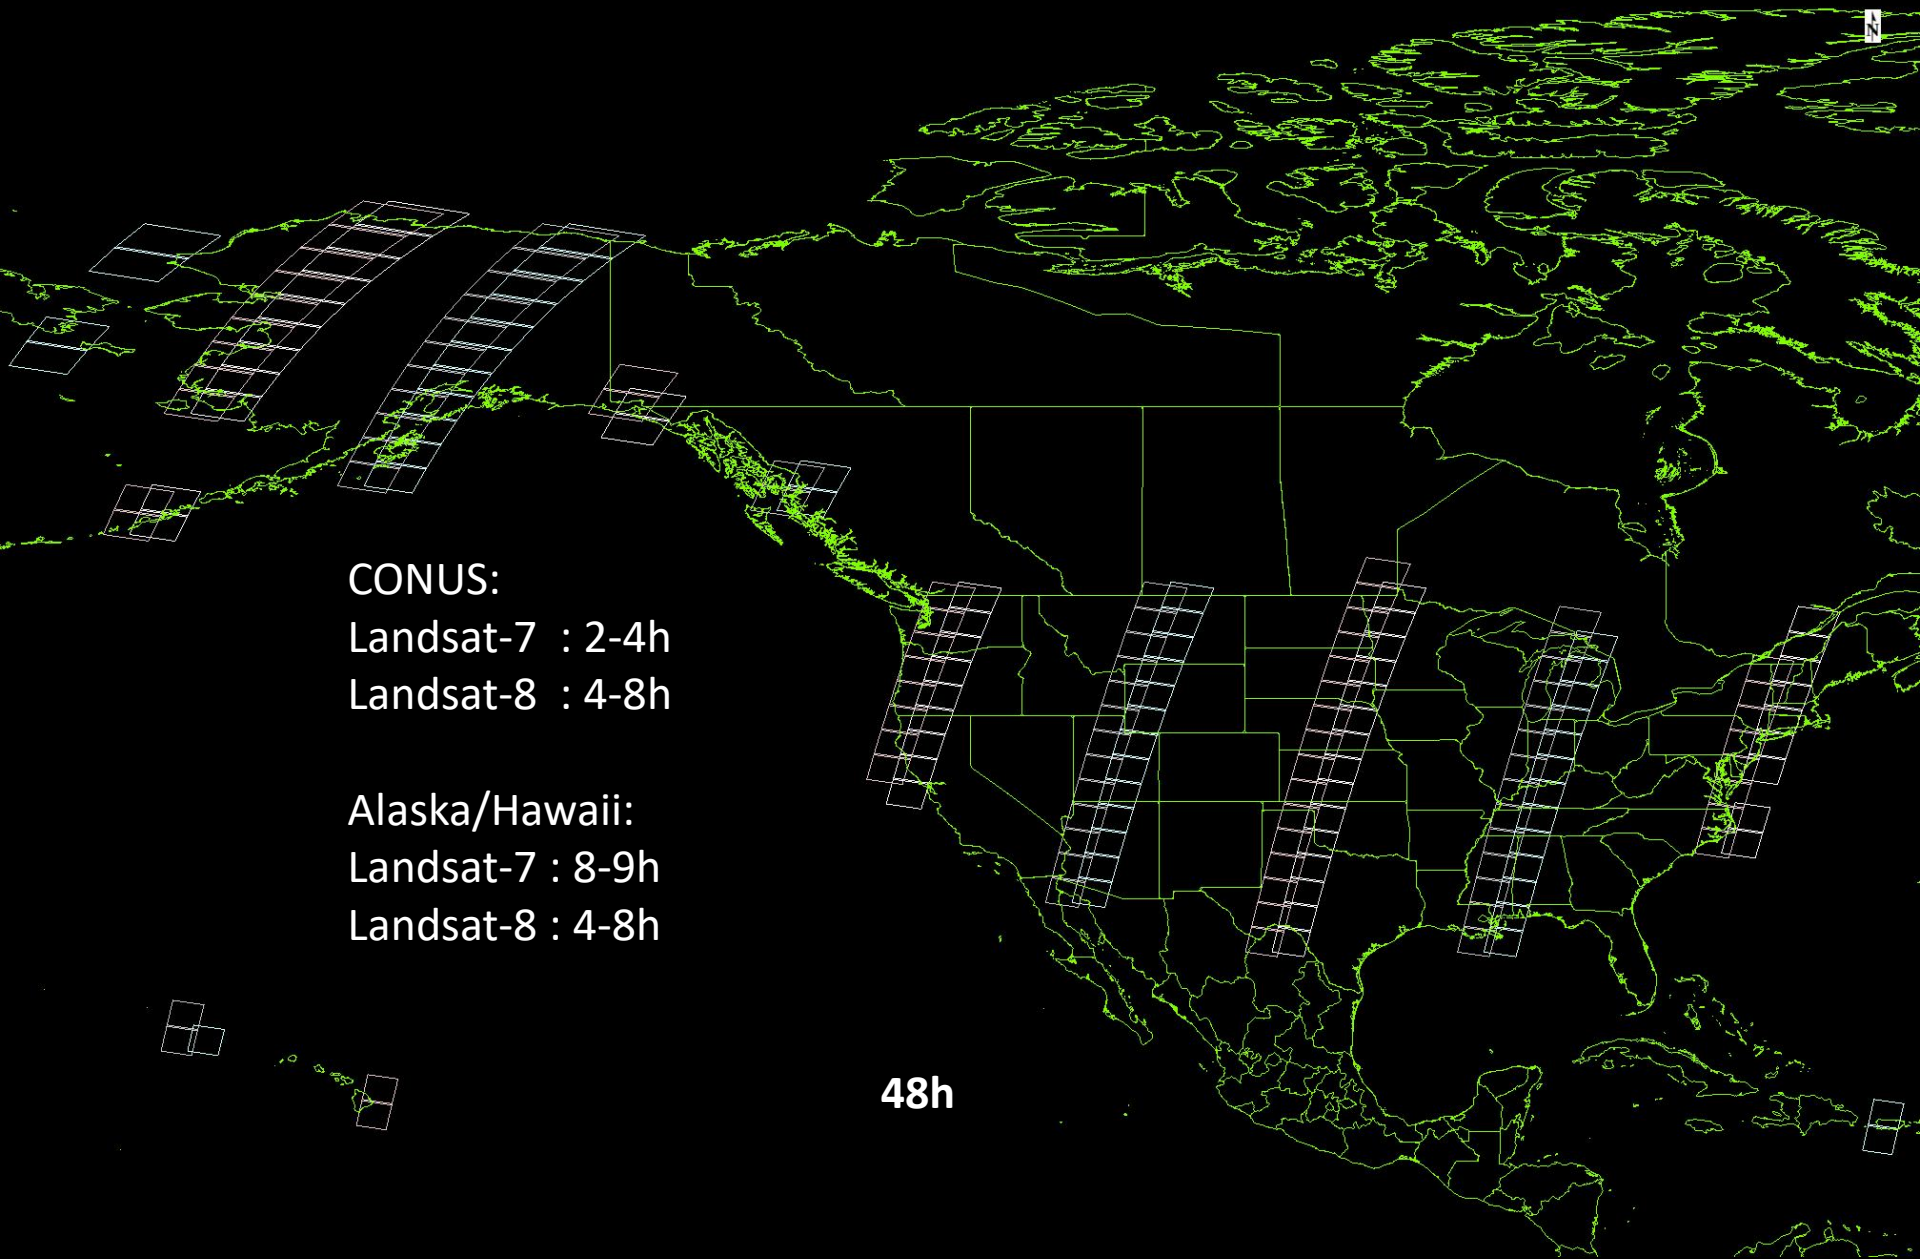 N
CONUS:
Landsat-7 : 2-4h
Landsat-8 : 4-8h
Alaska/Hawaii:
Landsat-7 : 8-9h
Landsat-8 : 4-8h
48h